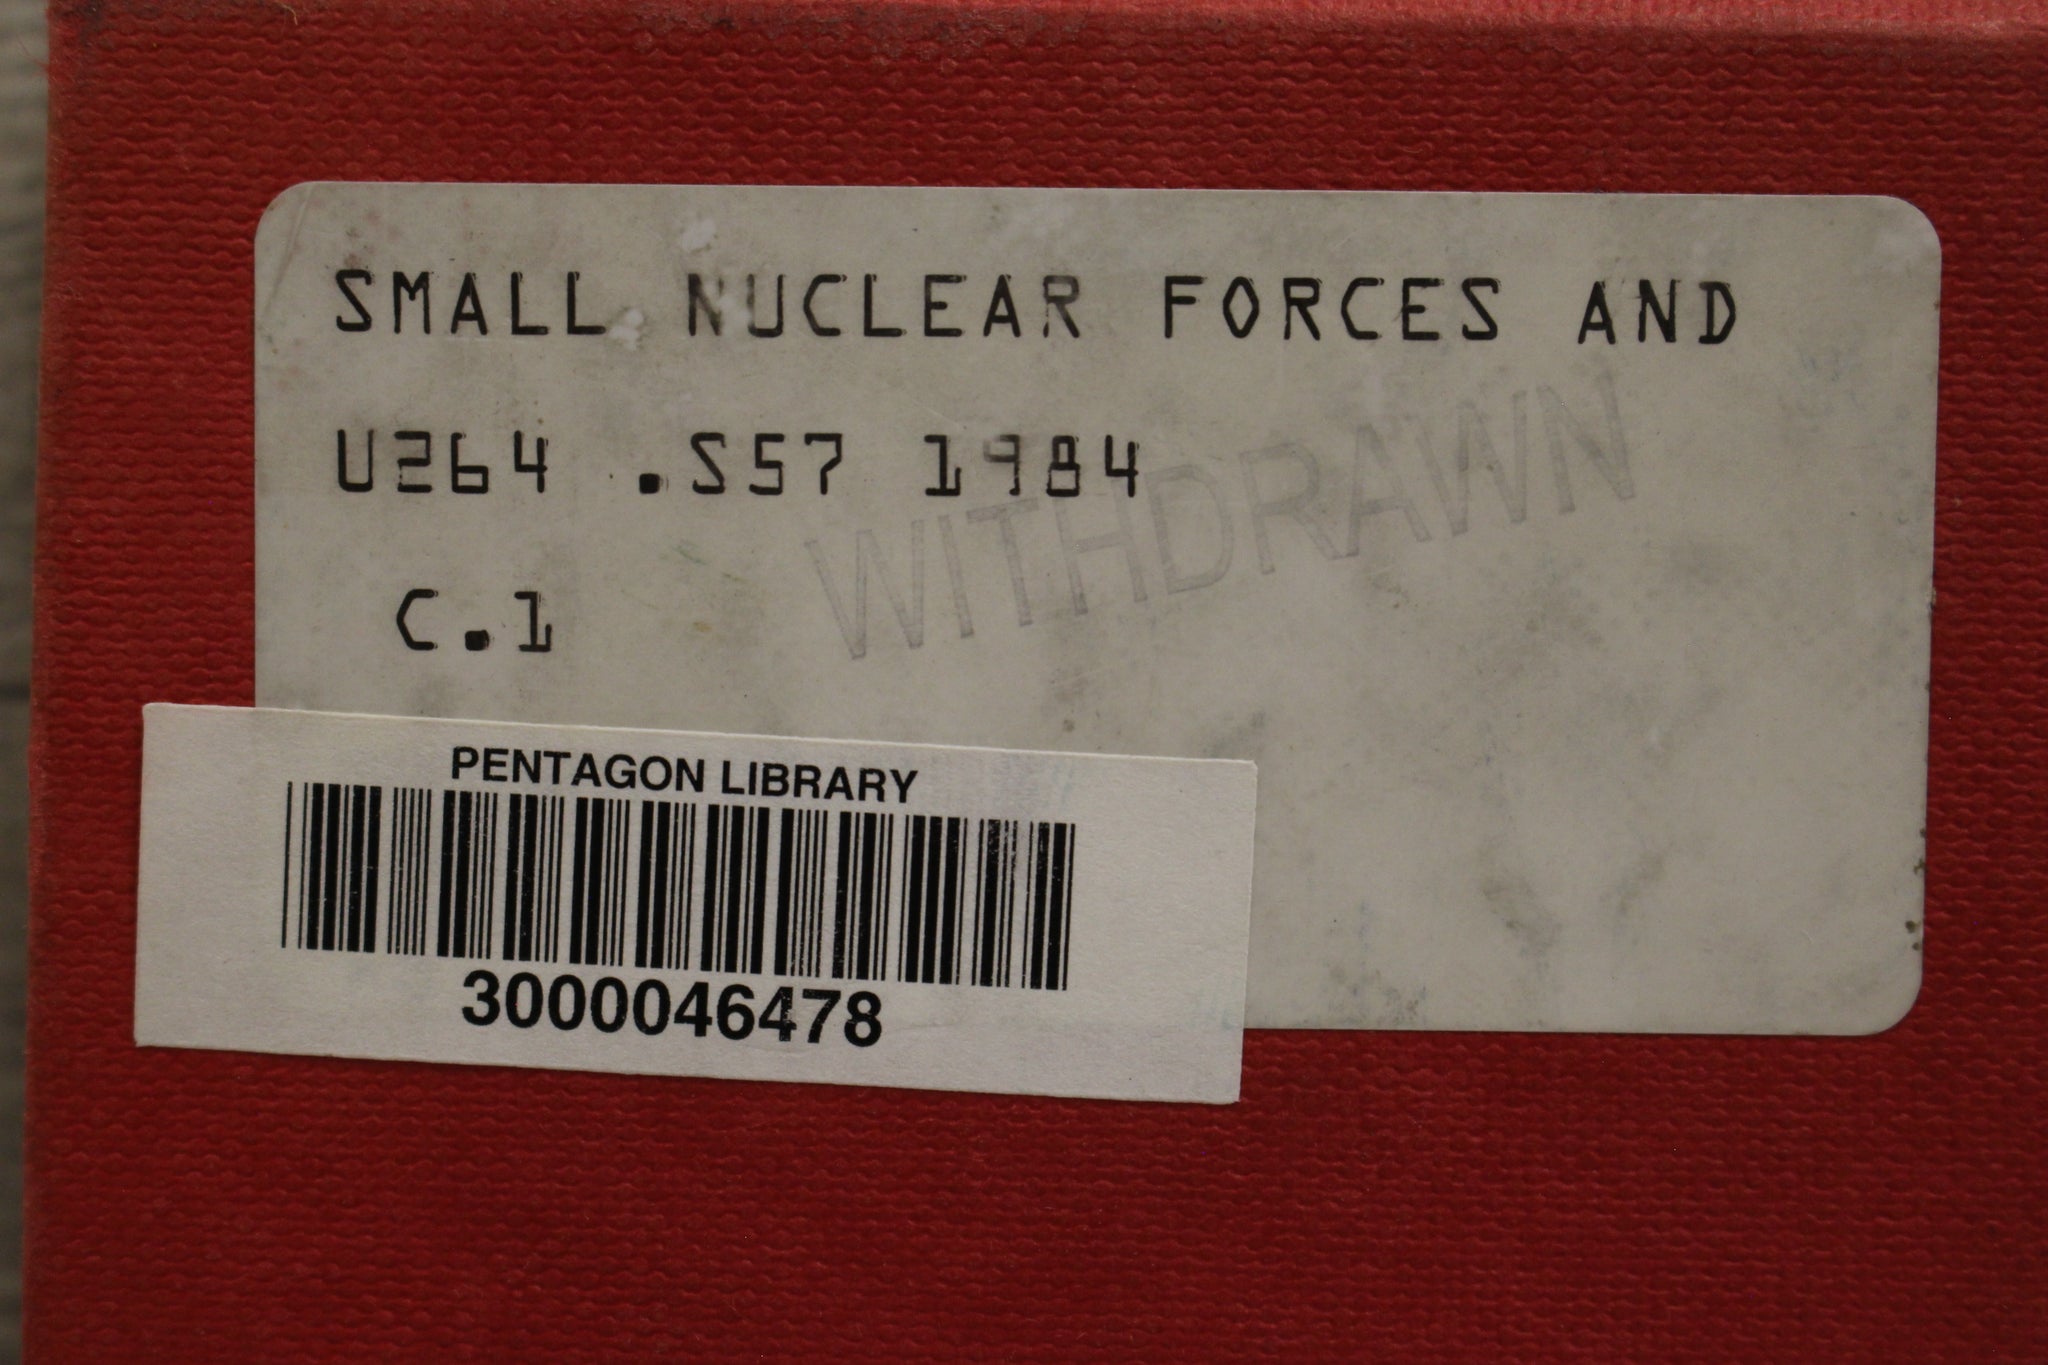 SMALL NUCLEAR FORCES AND
U264 .S57 1984
C.1
WITHDRAWN
PENTAGON LIBRARY
3000046478